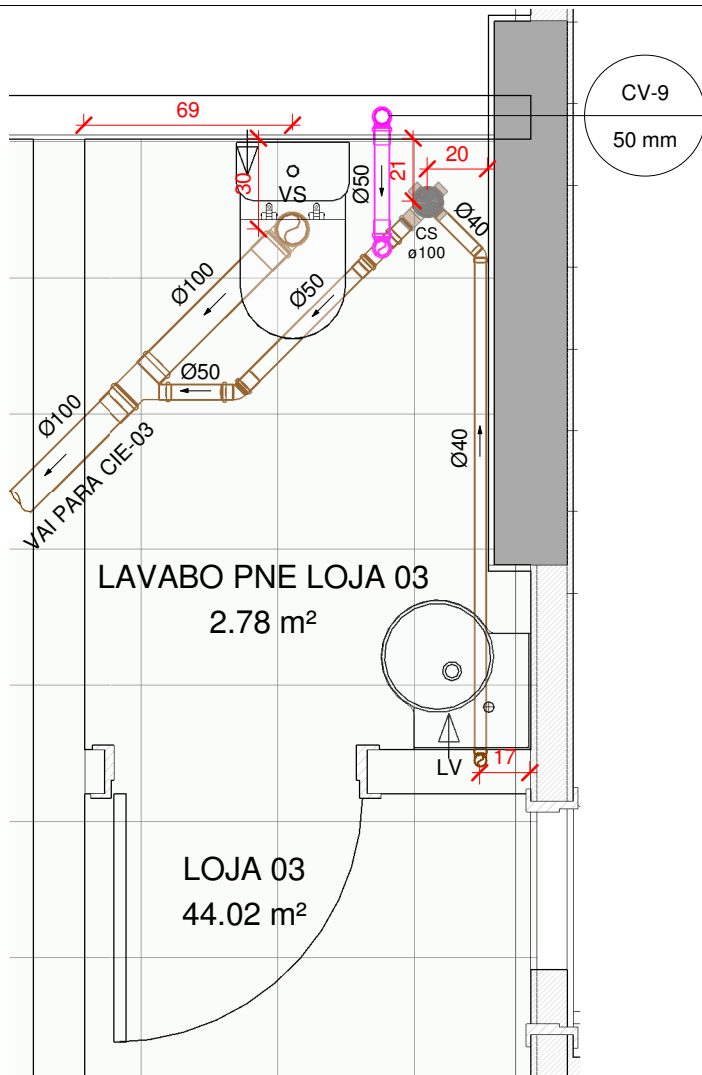 CV-9
50 mm
69
20
21
30
VS
Ø50
Ø40
CS
ø100
Ø100
Ø50
Ø50
Ø100
VAI PARA CIE-03
Ø40
LAVABO PNE LOJA 03
2.78 m²
LV
17
LOJA 03
44.02 m²